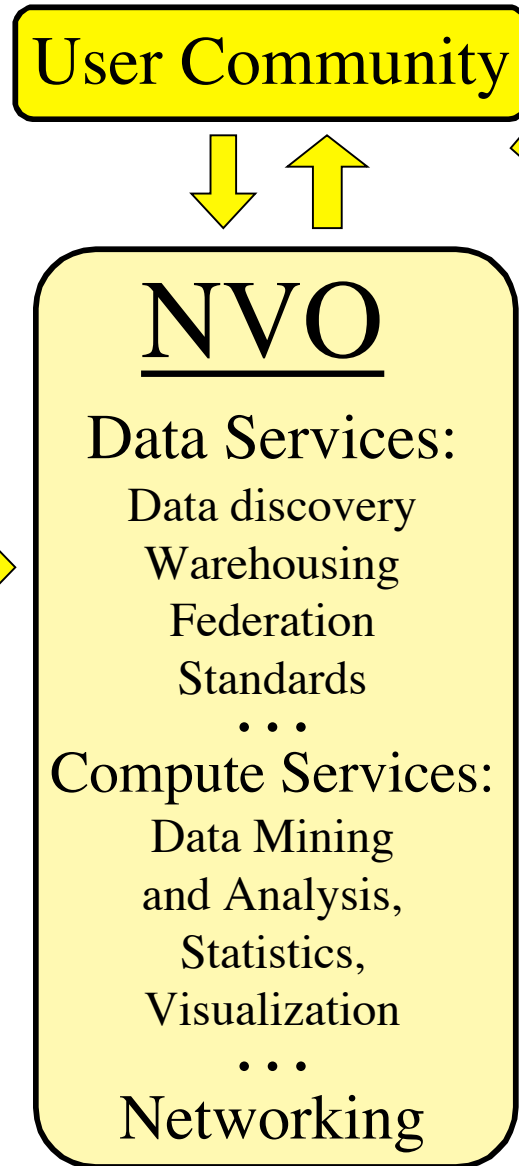 User Community
NVO
Data Services:
Data discovery
Warehousing
Federation
Standards
...
Compute Services:
Data Mining
and Analysis,
Statistics,
Visualization
...
Networking